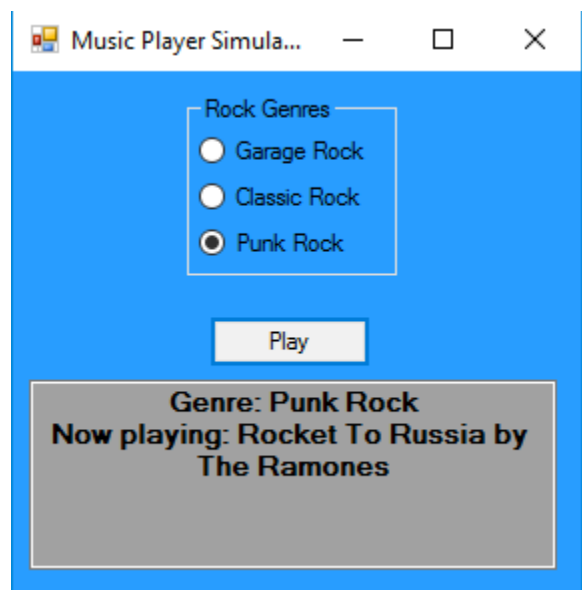 Music Player Simula...
Rock Genres
Garage Rock
Classic Rock
Punk Rock
Play
Genre: Punk Rock
Now playing: Rocket To Russia by
The Ramones